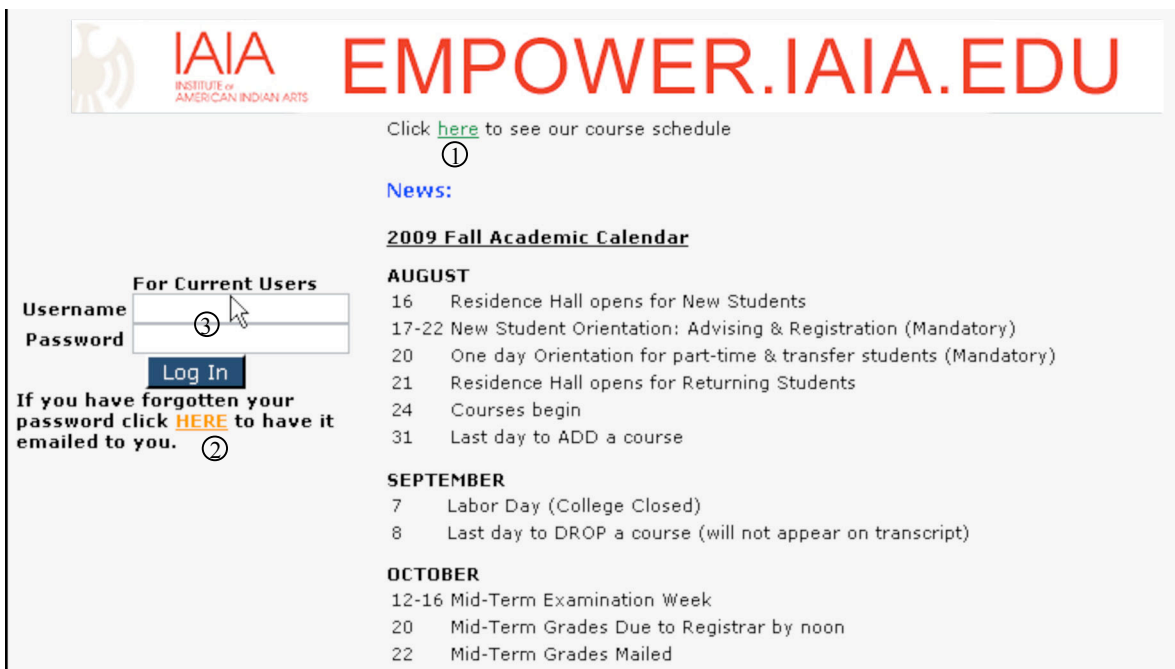 IAIA
INSTITUTE of
AMERICAN INDIAN ARTS
EMPOWER.IAIA.EDU
Click here to see our course schedule
①
News:
2009 Fall Academic Calendar
For Current Users
Username
③
Password
Log In
If you have forgotten your
password click HERE to have it
emailed to you.
②
AUGUST
16 Residence Hall opens for New Students
17-22 New Student Orientation: Advising & Registration (Mandatory)
20 One day Orientation for part-time & transfer students (Mandatory)
21 Residence Hall opens for Returning Students
24 Courses begin
31 Last day to ADD a course
SEPTEMBER
7 Labor Day (College Closed)
8 Last day to DROP a course (will not appear on transcript)
OCTOBER
12-16 Mid-Term Examination Week
20 Mid-Term Grades Due to Registrar by noon
22 Mid-Term Grades Mailed